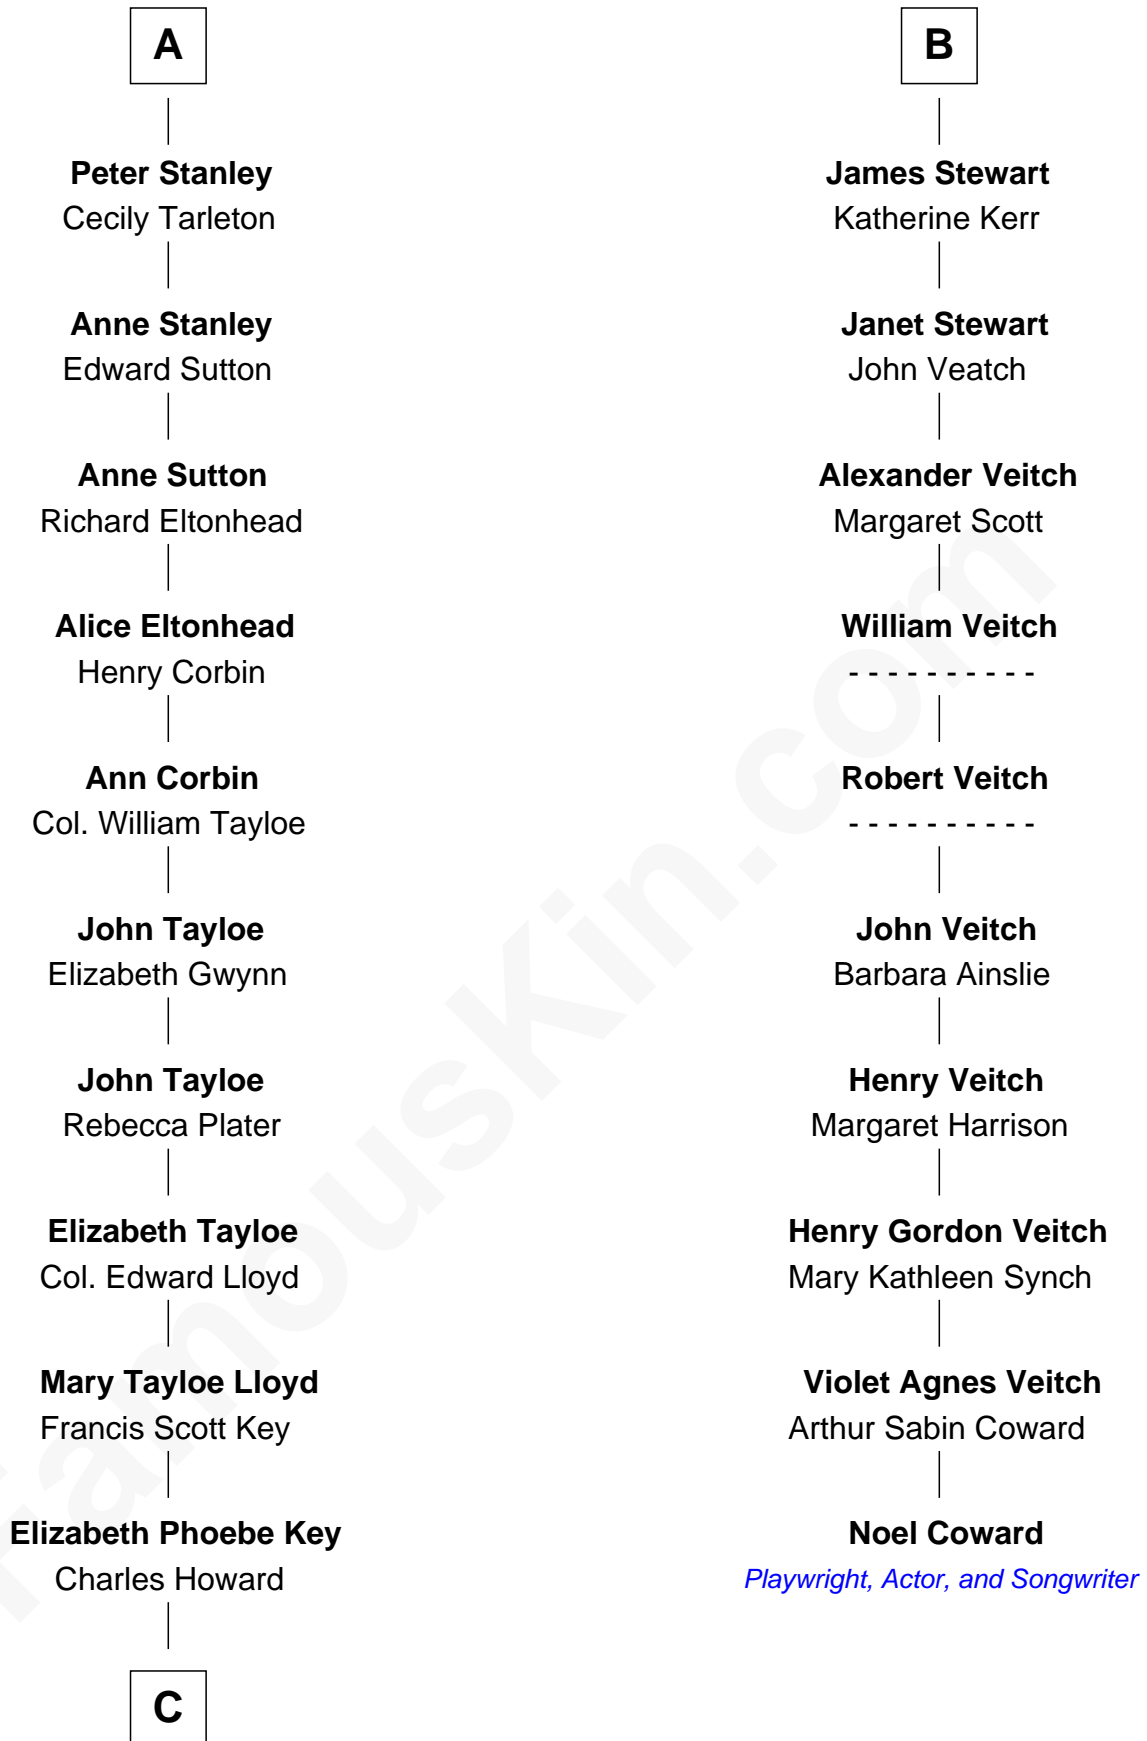 A
Peter Stanley
Cecily Tarleton
Anne Stanley
Edward Sutton
Anne Sutton
Richard Eltonhead
Alice Eltonhead
Henry Corbin
Ann Corbin
Col. William Tayloe
John Tayloe
Elizabeth Gwynn
John Tayloe
Rebecca Plater
Elizabeth Tayloe
Col. Edward Lloyd
Mary Tayloe Lloyd
Francis Scott Key
Elizabeth Phoebe Key
Charles Howard
C
B
James Stewart
Katherine Kerr
Janet Stewart
John Veatch
Alexander Veitch
Margaret Scott
William Veitch
- - - - - - - - - -
Robert Veitch
- - - - - - - - - -
John Veitch
Barbara Ainslie
Henry Veitch
Margaret Harrison
Henry Gordon Veitch
Mary Kathleen Synch
Violet Agnes Veitch
Arthur Sabin Coward
Noel Coward
Playwright, Actor, and Songwriter
FamousKin.com